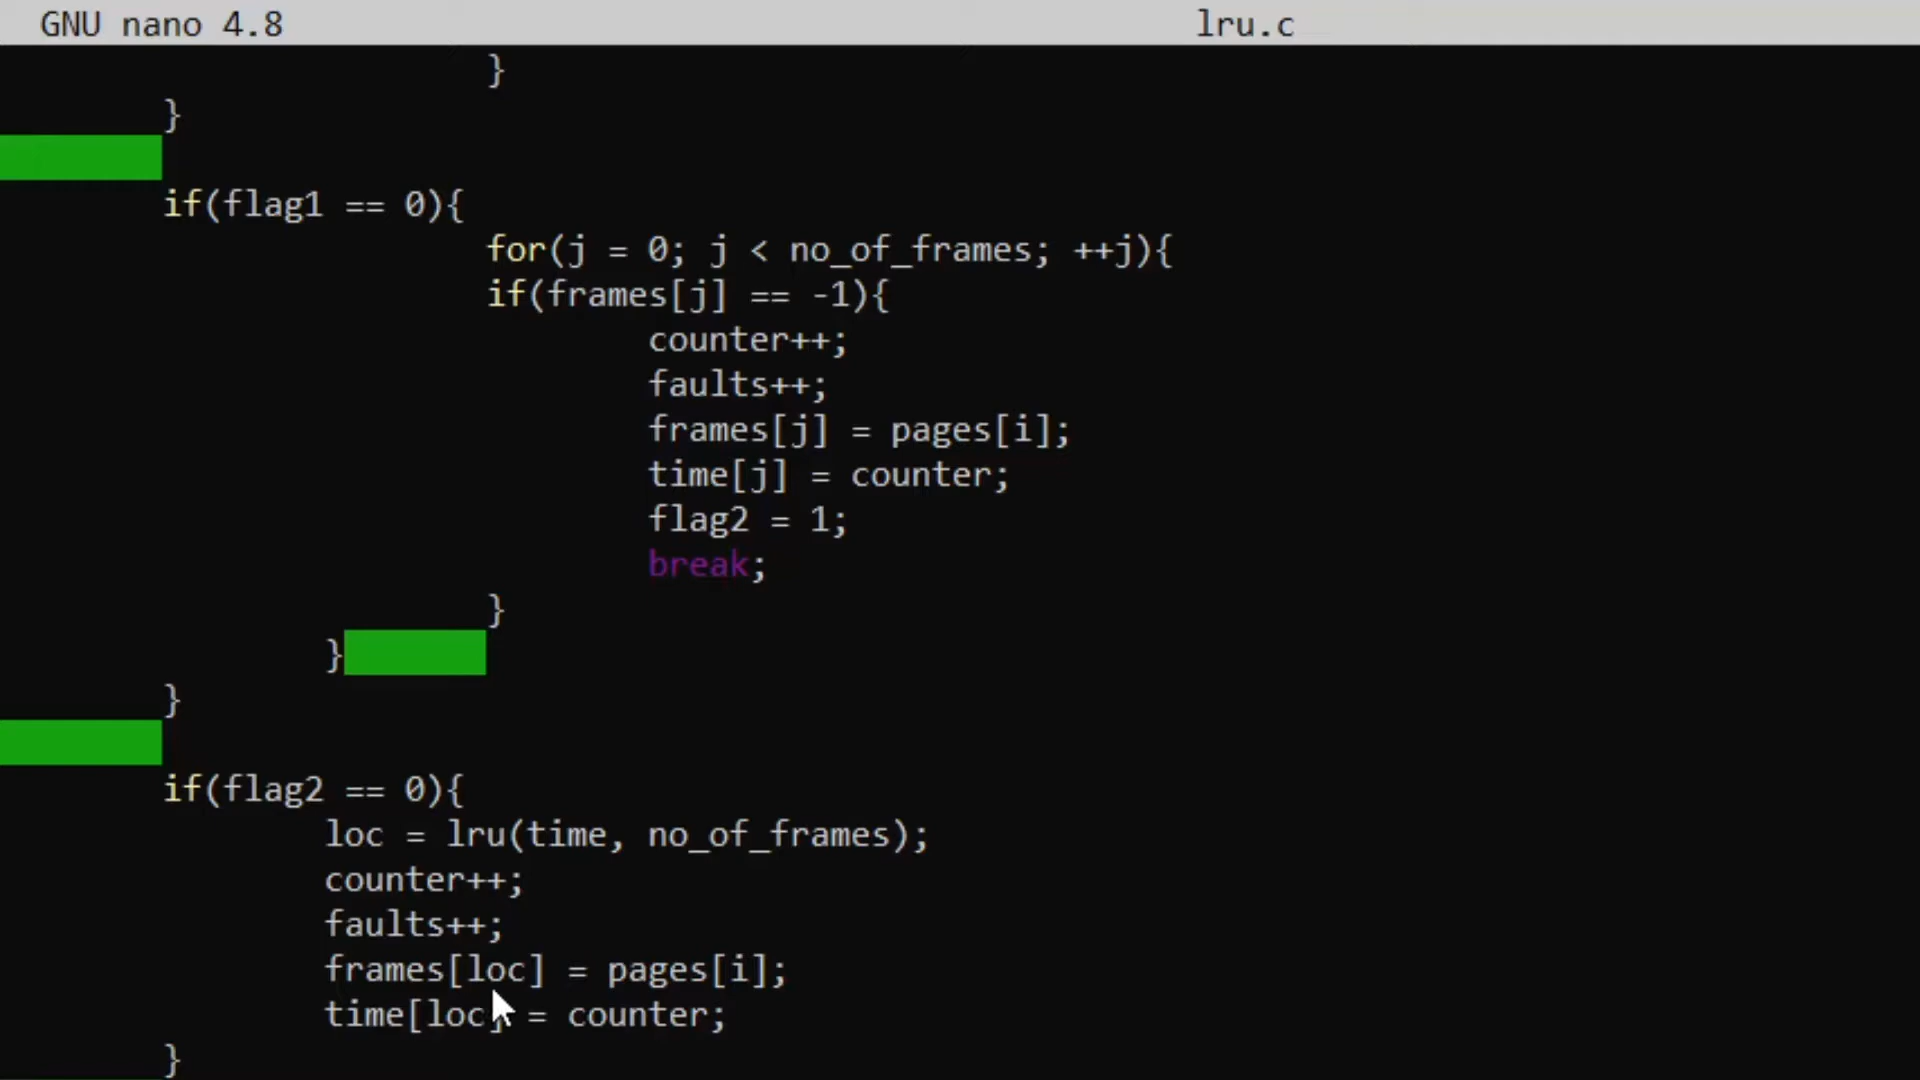 GNU nano 4.8 lru.c
}
}
if(flag1 == 0){
for(j = 0; j < no_of_frames; ++j){
if(frames[j] == -1){
counter++;
faults++;
frames[j] = pages[i];
time[j] = counter;
flag2 = 1;
break;
}
}
}
if(flag2 == 0){
loc = lru(time, no_of_frames);
counter++;
faults++;
frames[loc] = pages[i];
time[loc] = counter;
}